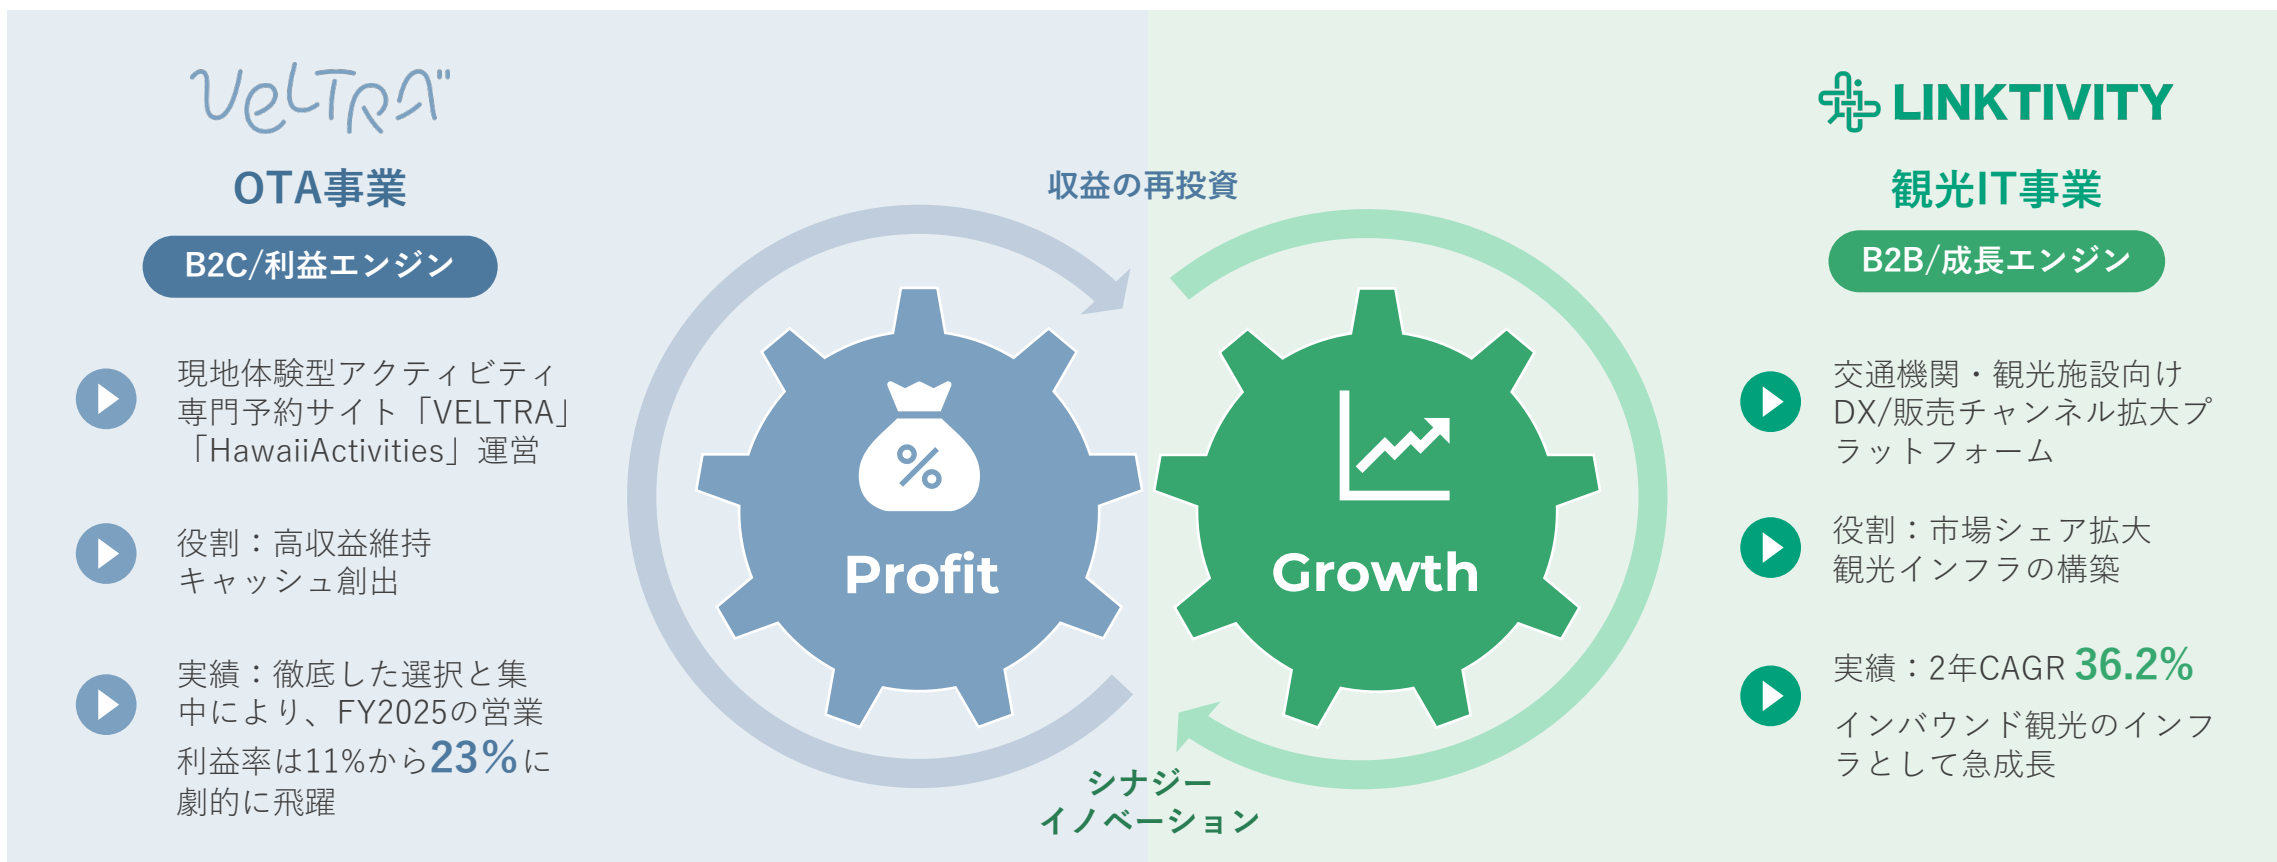 VELTRA
OTA事業
B2C/利益エンジン
現地体験型アクティビティ
専門予約サイト「VELTRA」
「HawaiiActivities」運営
役割：高収益維持
キャッシュ創出
実績：徹底した選択と集
中により、FY2025の営業
利益率は11%から23%に
劇的に飛躍
収益の再投資
Profit
Growth
シナジー
イノベーション
LINKTIVITY
観光IT事業
B2B/成長エンジン
交通機関・観光施設向け
DX/販売チャンネル拡大プ
ラットフォーム
役割：市場シェア拡大
観光インフラの構築
実績：2年CAGR 36.2%
インバウンド観光のインフ
ラとして急成長